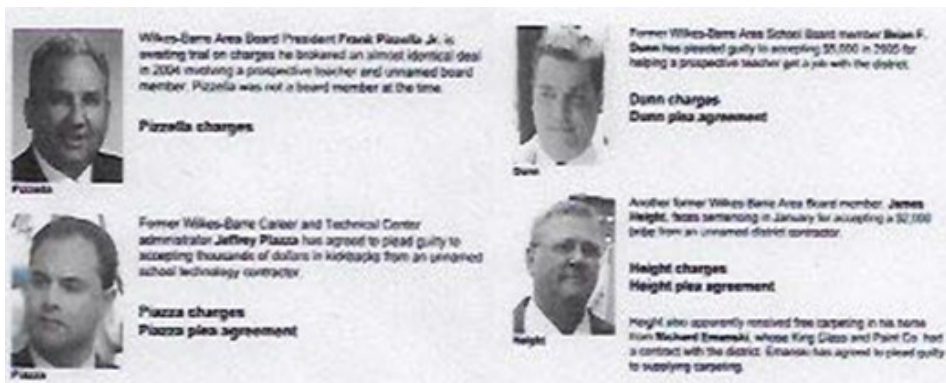 Wilkes-Barre Area Board President Frank Pizzella Jr. is
awaiting trial on charges he brokered an almost identical deal
in 2004 involving a prospective teacher and unnamed board
member. Pizzella was not a board member at the time.
Pizzella charges
Pizzella
Former Wilkes-Barre Career and Technical Center
administrator Jeffrey Piazza has agreed to plead guilty to
accepting thousands of dollars in kickbacks from an unnamed
school technology contractor.
Piazza charges
Piazza plea agreement
Piazza
Former Wilkes-Barre Area School Board member Brian F.
Dunn has pleaded guilty to accepting $5,000 in 2005 for
helping a prospective teacher get a job with the district.
Dunn charges
Dunn plea agreement
Dunn
Another former Wilkes-Barre Area Board member, James
Height, faces sentencing in January for accepting a $2,000
bribe from an unnamed district contractor.
Height charges
Height plea agreement
Height
Height also apparently received free carpeting in his home
from Richard Emanski, whose King Glass and Paint Co. had
a contract with the district. Emanski has agreed to plead guilty
to supplying carpeting.